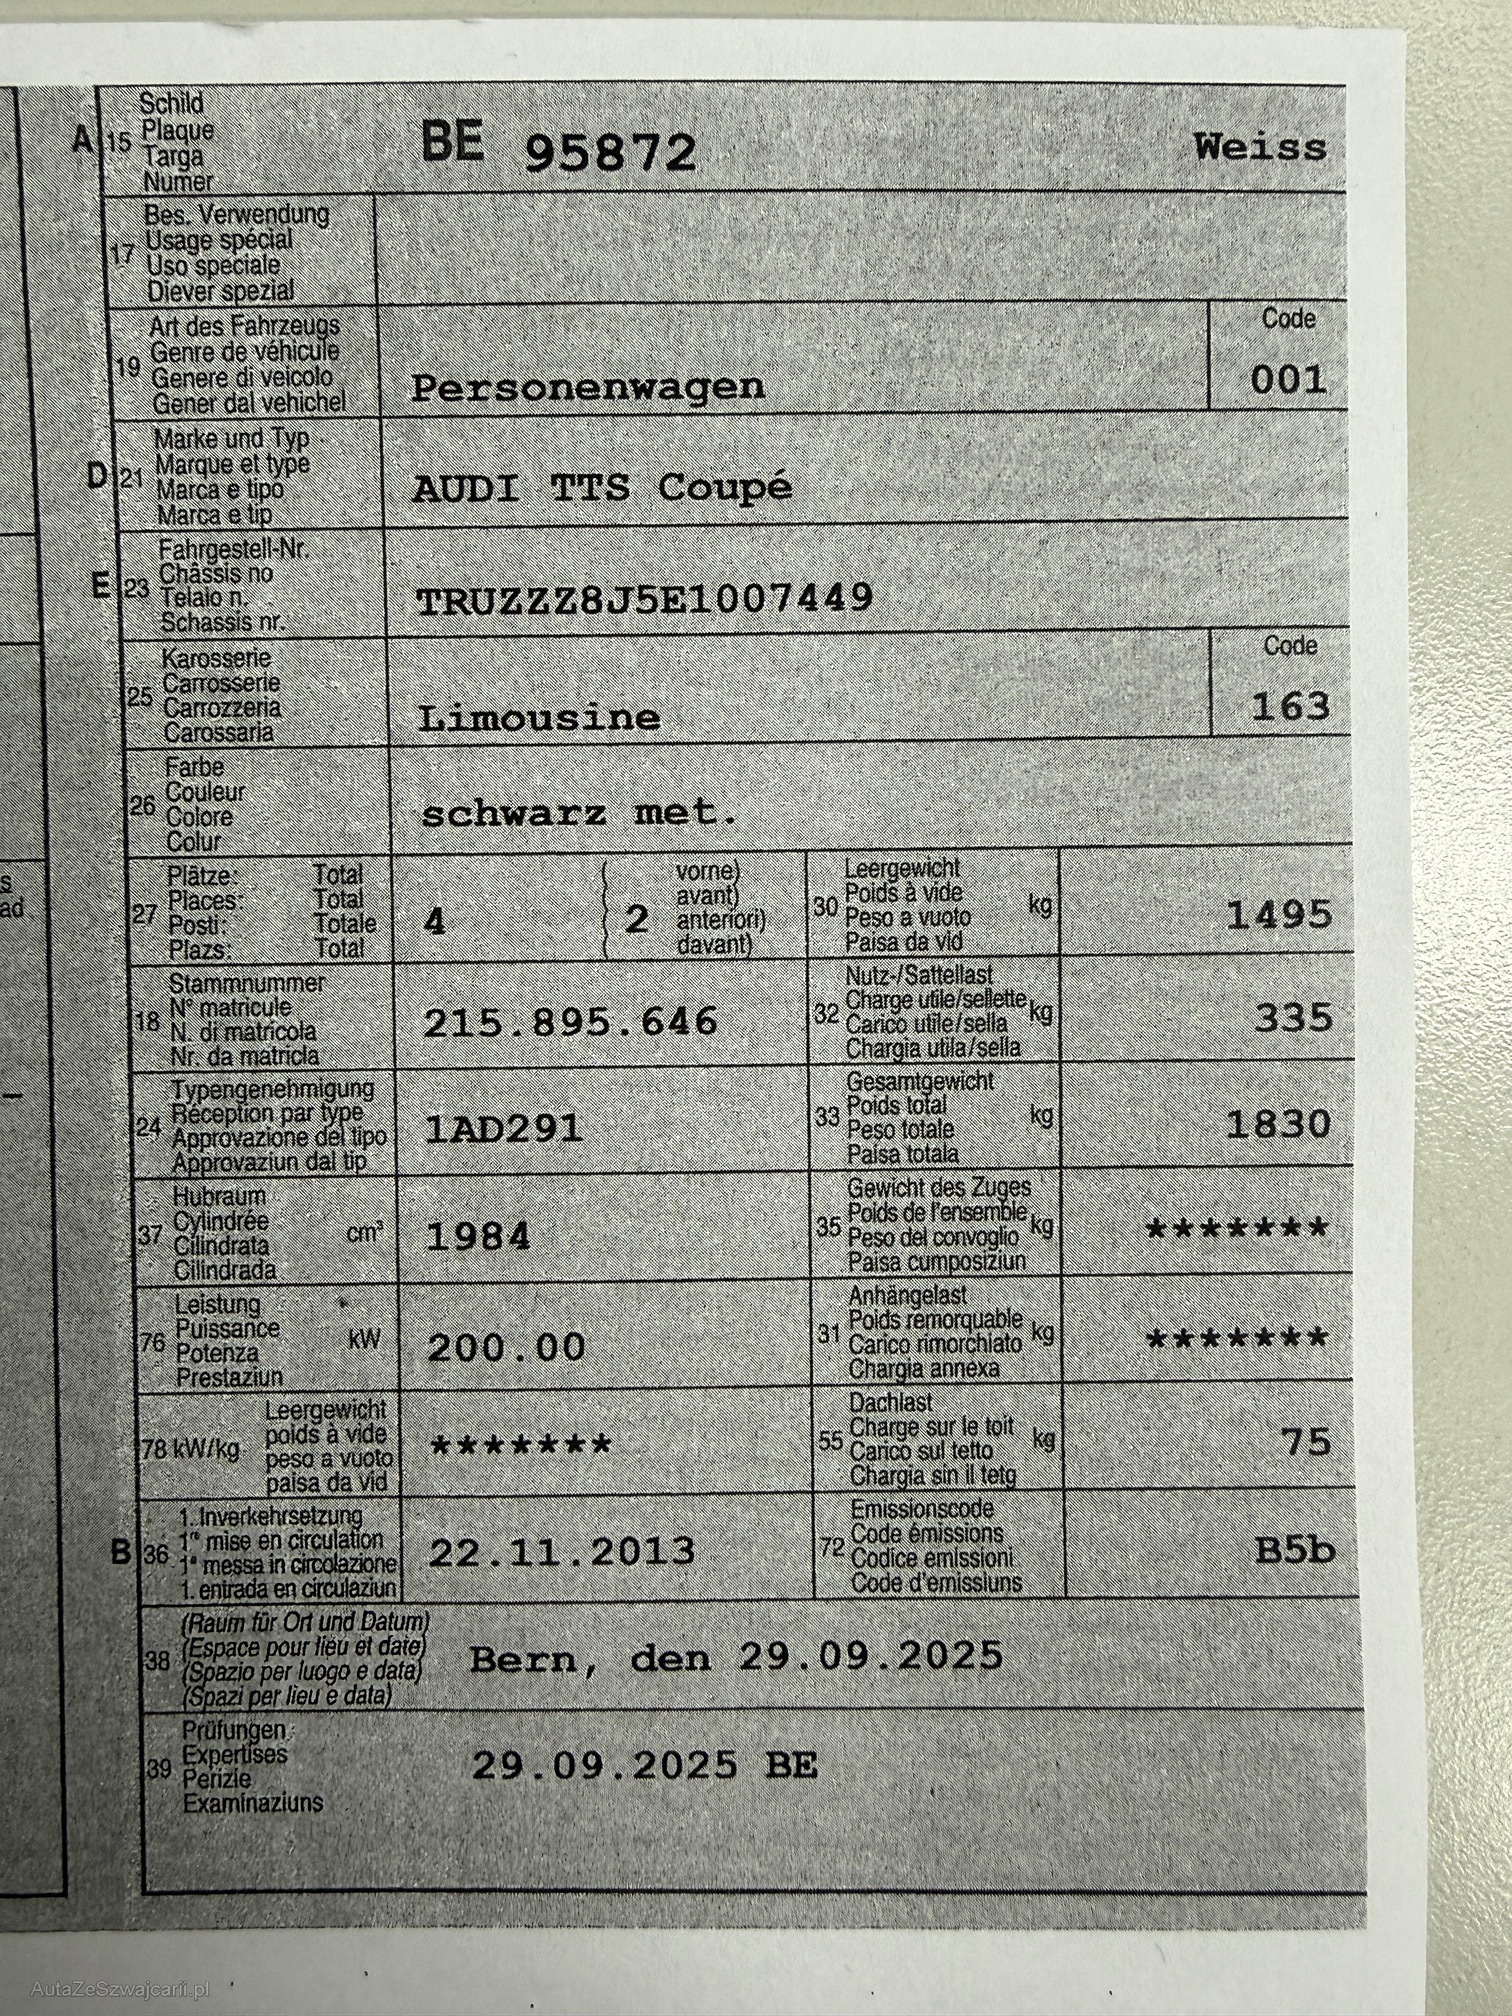 A 15 Schild
Plaque
Targa
Numer
BE 95872 Weiss
17 Bes. Verwendung
Usage spécial
Uso speciale
Diever spezial
19 Art des Fahrzeugs
Genre de véhicule
Genere di veicolo
Gener dal vehichel
Personenwagen
Code
001
D 21 Marke und Typ
Marque et type
Marca e tipo
Marca e tip
AUDI TTS Coupé
E 23 Fahrgestell-Nr.
Châssis no
Telaio n.
Schassis nr.
TRUZZZ8J5E1007449
25 Karosserie
Carrosserie
Carrozzeria
Carossaria
Limousine
Code
163
26 Farbe
Couleur
Colore
Colur
schwarz met.
27 Plätze: Total
Places: Total
Posti: Totale
Plazs: Total
4 ( 2 vorne)
avant)
anteriori)
davant)
30 Leergewicht
Poids à vide
Peso a vuoto
Paisa da vid
kg
1495
18 Stammnummer
N° matricule
N. di matricola
Nr. da matricla
215.895.646
32 Nutz-/Sattellast
Charge utile/sellette
Carico utile/sella
Chargia utila/sella
kg
335
24 Typengenehmigung
Réception par type
Approvazione del tipo
Approvaziun dal tip
1AD291
33 Gesamtgewicht
Poids total
Peso totale
Paisa totala
kg
1830
37 Hubraum
Cylindrée
Cilindrata
Cilindrada
cm³
1984
35 Gewicht des Zuges
Poids de l'ensemble
Peso del convoglio
Paisa cumposiziun
kg
*******
76 Leistung
Puissance
Potenza
Prestaziun
kW
200.00
31 Anhängelast
Poids remorquable
Carico rimorchiato
Chargia annexa
kg
*******
78 kW/kg
Leergewicht
poids à vide
peso a vuoto
paisa da vid
*******
55 Dachlast
Charge sur le toit
Carico sul tetto
Chargia sin il tetg
kg
75
B 36 1. Inverkehrsetzung
1re mise en circulation
1a messa in circolazione
1. entrada en circulaziun
22.11.2013
72 Emissionscode
Code émissions
Codice emissioni
Code d'emissiuns
B5b
38 (Raum für Ort und Datum)
(Espace pour lieu et date)
(Spazio per luogo e data)
(Spazi per lieu e data)
Bern, den 29.09.2025
39 Prüfungen
Expertises
Perizie
Examinaziuns
29.09.2025 BE
s
ad
AutaZeSzwajcarii.pl